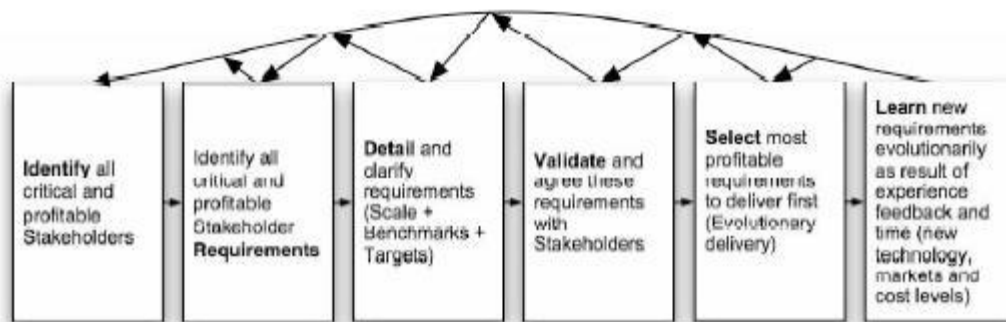 Identify all
critical and
profitable
Stakeholders
Identify all
critical and
profitable
Stakeholder
Requirements
Detail and
clarify
requirements
(Scale +
Benchmarks +
Targets)
Validate and
agree these
requirements
with
Stakeholders
Select most
profitable
requirements
to deliver first
(Evolutionary
delivery)
Learn new
requirements
evolutionarily
as result of
experience
feedback and
time (new
technology,
markets and
cost levels)